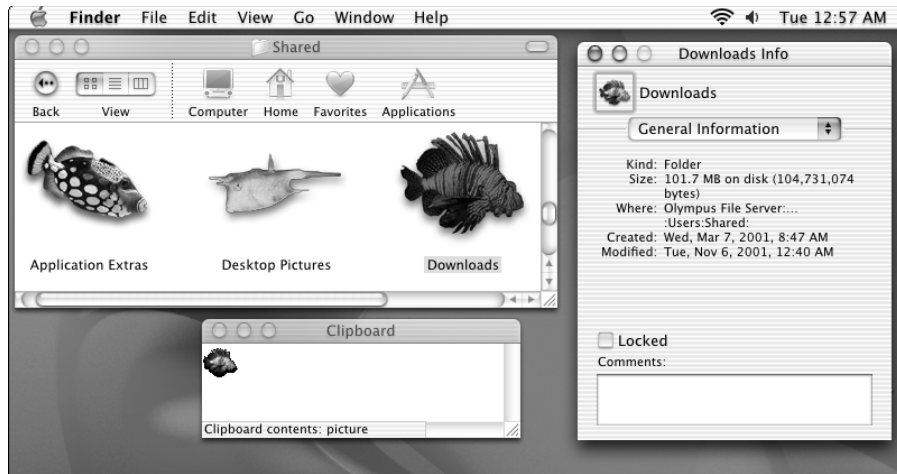 Finder File Edit View Go Window Help Tue 12:57 AM
Shared
Back View Computer Home Favorites Applications
Application Extras Desktop Pictures Downloads
Clipboard
Clipboard contents: picture
Downloads Info
Downloads
General Information
Kind: Folder
Size: 101.7 MB on disk (104,731,074
bytes)
Where: Olympus File Server:...
:Users:Shared:
Created: Wed, Mar 7, 2001, 8:47 AM
Modified: Tue, Nov 6, 2001, 12:40 AM
Locked
Comments: